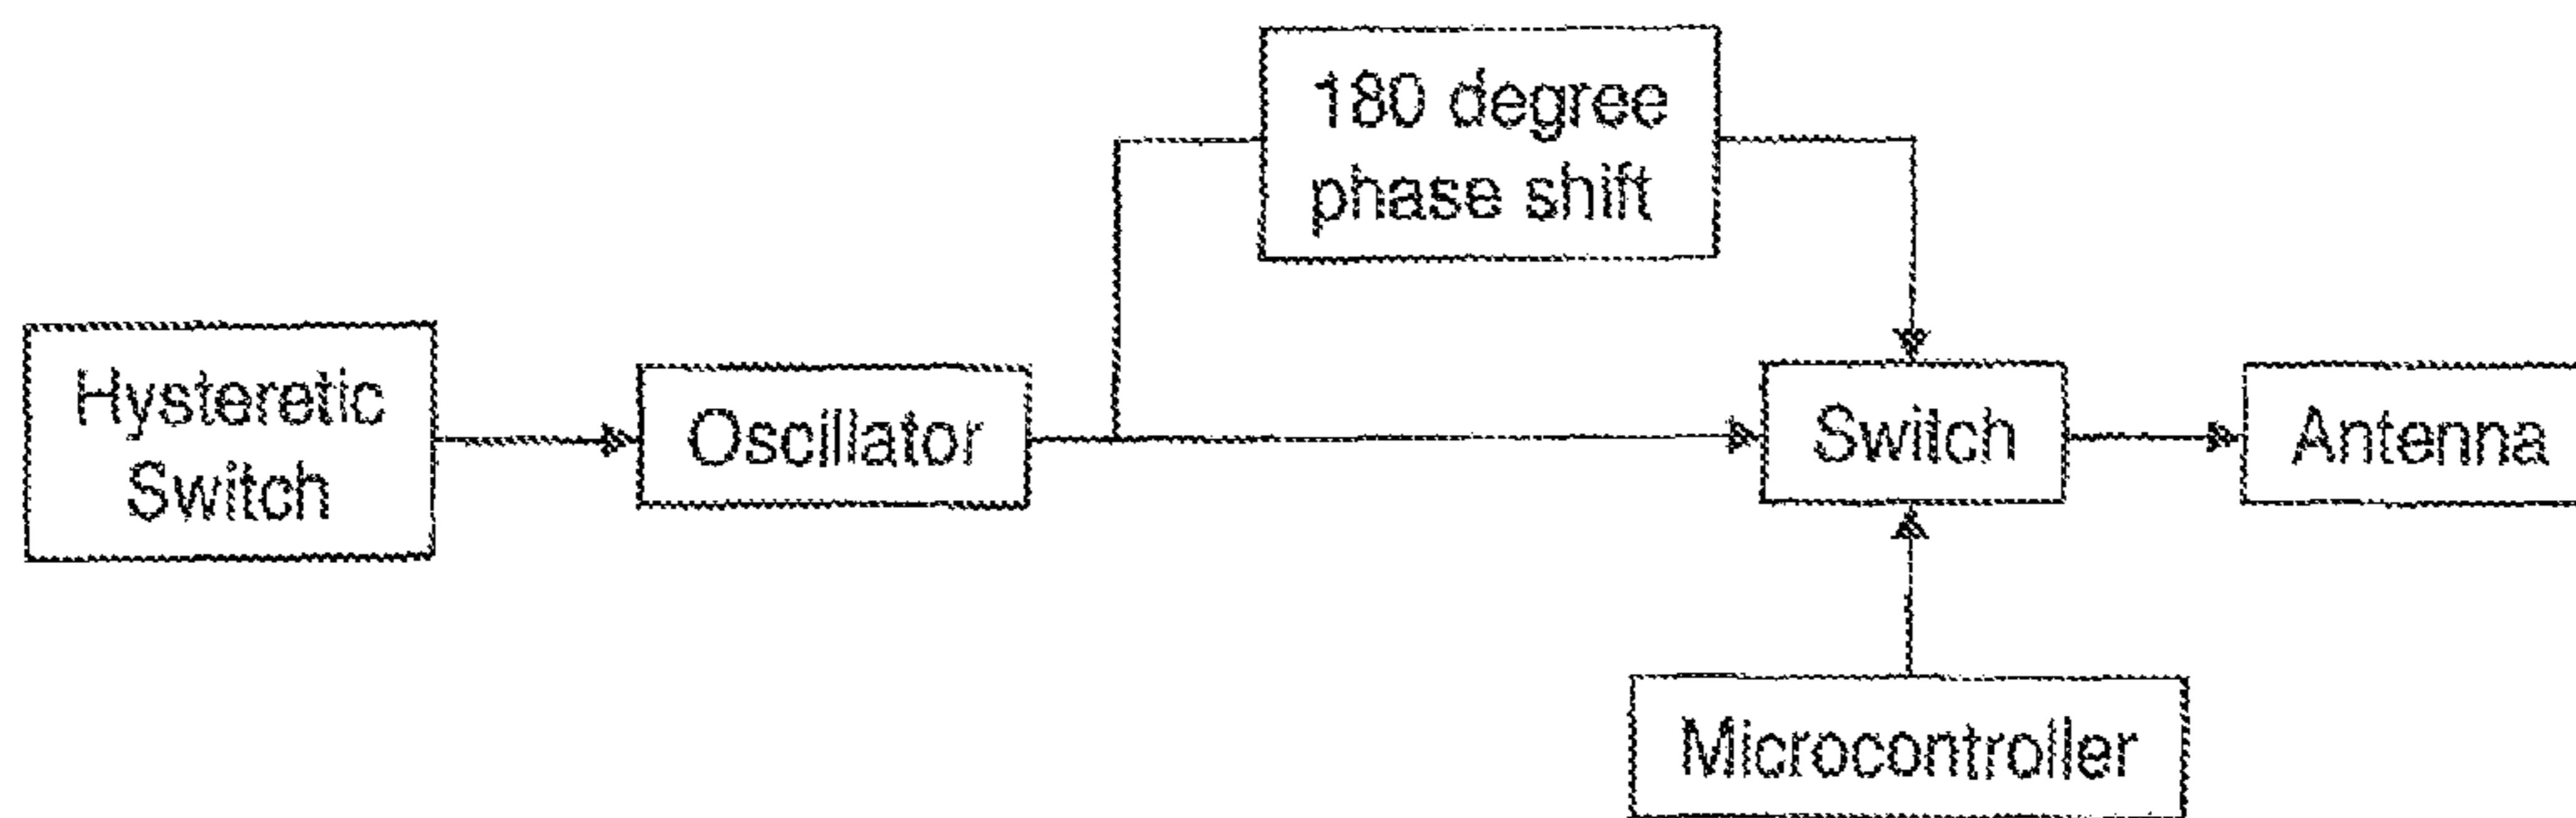 180 degree
phase shift
Hysteretic
Switch
Oscillator
Switch
Antenna
Microcontroller